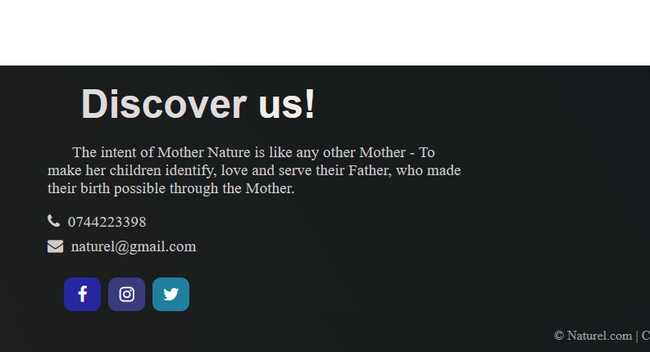 Discover us!
The intent of Mother Nature is like any other Mother - To
make her children identify, love and serve their Father, who made
their birth possible through the Mother.
0744223398
naturel@gmail.com
© Naturel.com | C